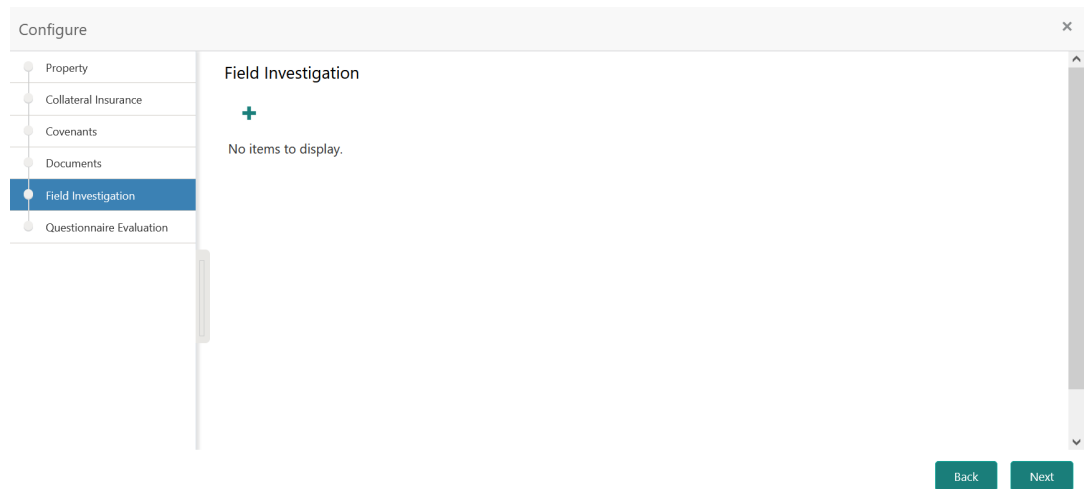 Configure
Property
Collateral Insurance
Covenants
Documents
Field Investigation
Questionnaire Evaluation
Field Investigation
No items to display.
Back
Next